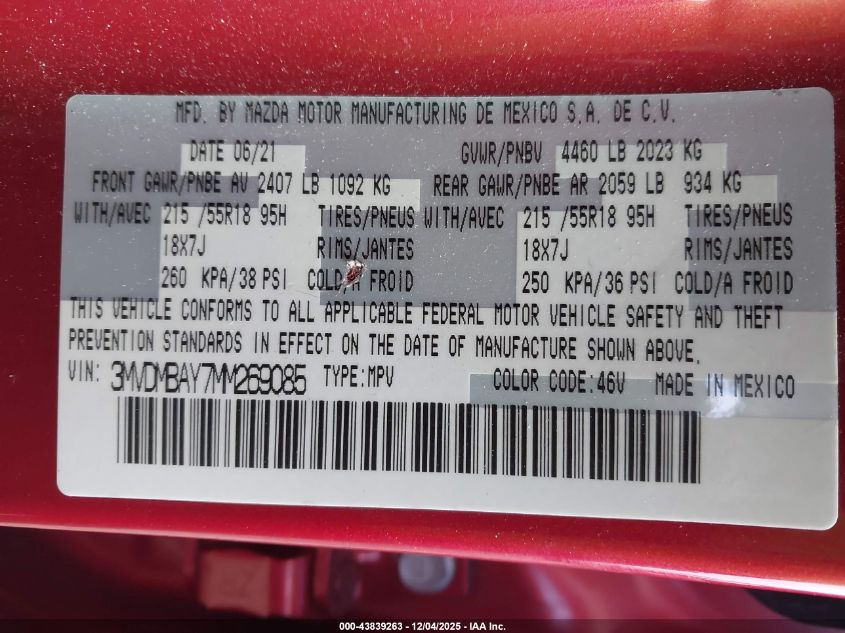 MFD. BY MAZDA MOTOR MANUFACTURING DE MEXICO S.A. DE C.V.
DATE 06/21 GVWR/PNBV 4460 LB 2023 KG
FRONT GAWR/PNBE AV 2407 LB 1092 KG REAR GAWR/PNBE AR 2059 LB 934 KG
WITH/AVEC 215 /55R18 95H TIRES/PNEUS WITH/AVEC 215 /55R18 95H TIRES/PNEUS
18X7J RIMS/JANTES 18X7J RIMS/JANTES
260 KPA/38 PSI COLD/A FROID 250 KPA/36 PSI COLD/A FROID
THIS VEHICLE CONFORMS TO ALL APPLICABLE FEDERAL MOTOR VEHICLE SAFETY AND THEFT
PREVENTION STANDARDS IN EFFECT ON THE DATE OF MANUFACTURE SHOWN ABOVE.
VIN: 3MVDMBAY7MM269085 TYPE:MPV COLOR CODE:46V MADE IN MEXICO
000-43839263 - 12/04/2025 - IAA Inc.